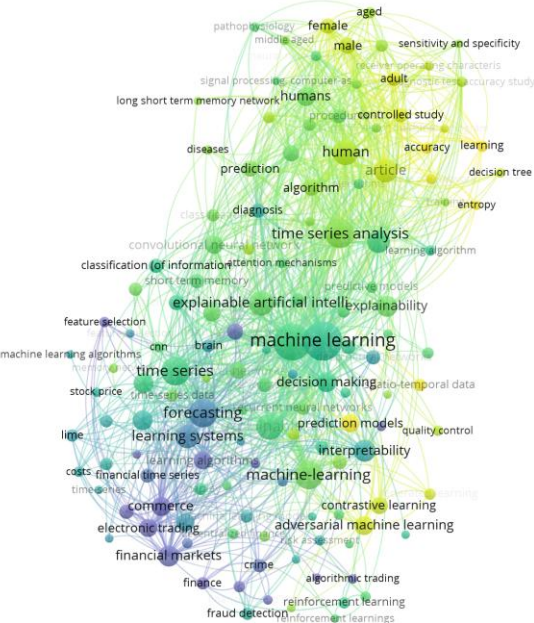 aged
pathophysiology
female
middle aged
male
sensitivity and specificity
receiver operating characteris
signal processing, computer-as
adult
diagnostic test accuracy study
humans
long short term memory network
procedures
controlled study
diseases
human
accuracy
learning
prediction
article
decision tree
algorithm
diagnosis
entropy
time series analysis
convolutional neural network
learning algorithm
classification (of information)
attention mechanisms
short term memory
predictive models
explainable artificial intelli
explainability
feature selection
machine learning
cnn
brain
machine learning algorithms
time series
decision making
spatio-temporal data
stock price
time-series data
forecasting
recurrent neural networks
prediction models
lime
learning systems
quality control
interpretability
learning algorithms
costs
financial time series
machine-learning
time-series
commerce
contrastive learning
electronic trading
adversarial machine learning
risk assessment
financial markets
crime
finance
algorithmic trading
reinforcement learning
fraud detection
reinforcement learnings